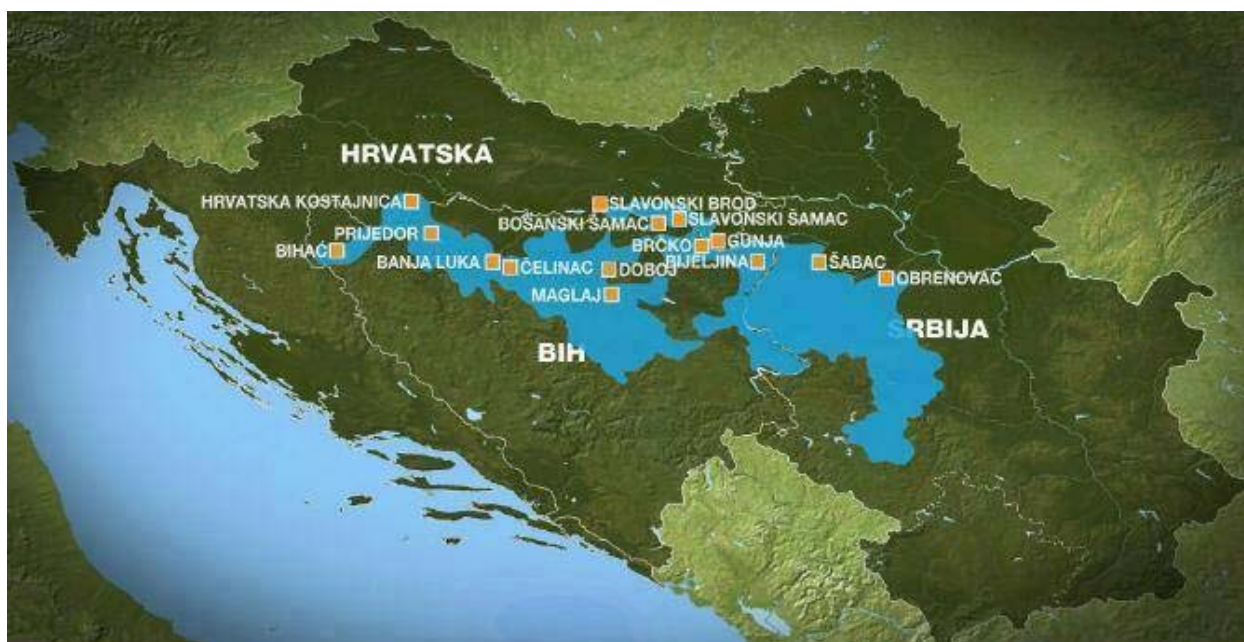 HRVATSKA
HRVATSKA KOSTAJNICA
SLAVONSKI BROD
SLAVONSKI ŠAMAC
BOŠANSKI ŠAMAC
PRIJEDOR
GUNJA
BRČKO
BIHAĆ
BANJA LUKA
ČELINAC
DOBOJ
BIJELJINA
ŠABAC
OBRENOVAC
MAGLAJ
SRBIJA
BIH